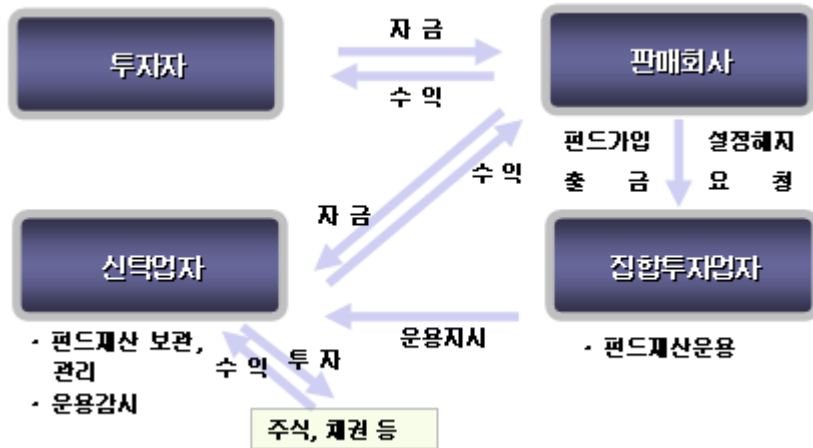 자 금
투자자
판매회사
수 익
펀드가입 설정해지
출 금 요 청
수 익
자 금
신탁업자
집합투자업자
운용지시
· 펀드재산 보관,
관리
· 운용감시
수 익
투 자
· 펀드재산운용
주식, 채권 등